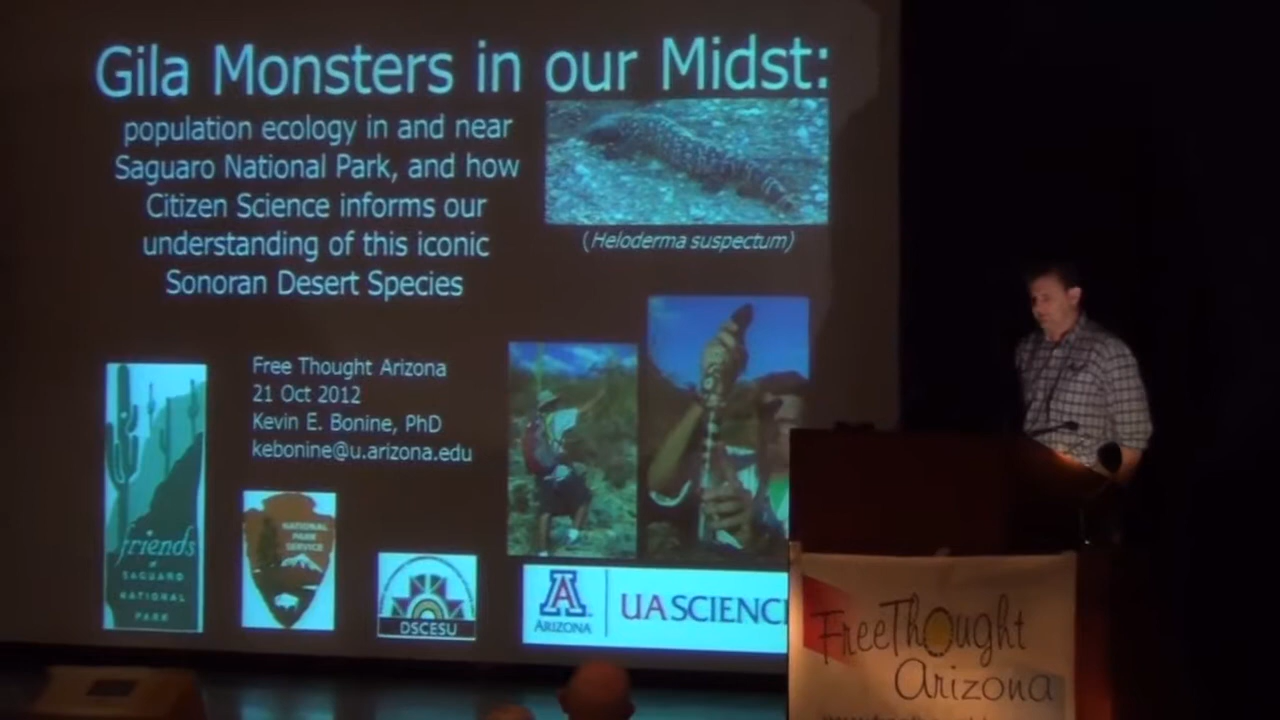 Gila Monsters in our Midst:
population ecology in and near
Saguaro National Park, and how
Citizen Science informs our
understanding of this iconic
Sonoran Desert Species
(Heloderma suspectum)
Free Thought Arizona
21 Oct 2012
Kevin E. Bonine, PhD
kebonine@u.arizona.edu
friends
of
SAGUARO
NATIONAL
PARK
NATIONAL
PARK
SERVICE
DSCESU
A
ARIZONA
UA SCIENC
FreeThOught
Arizona